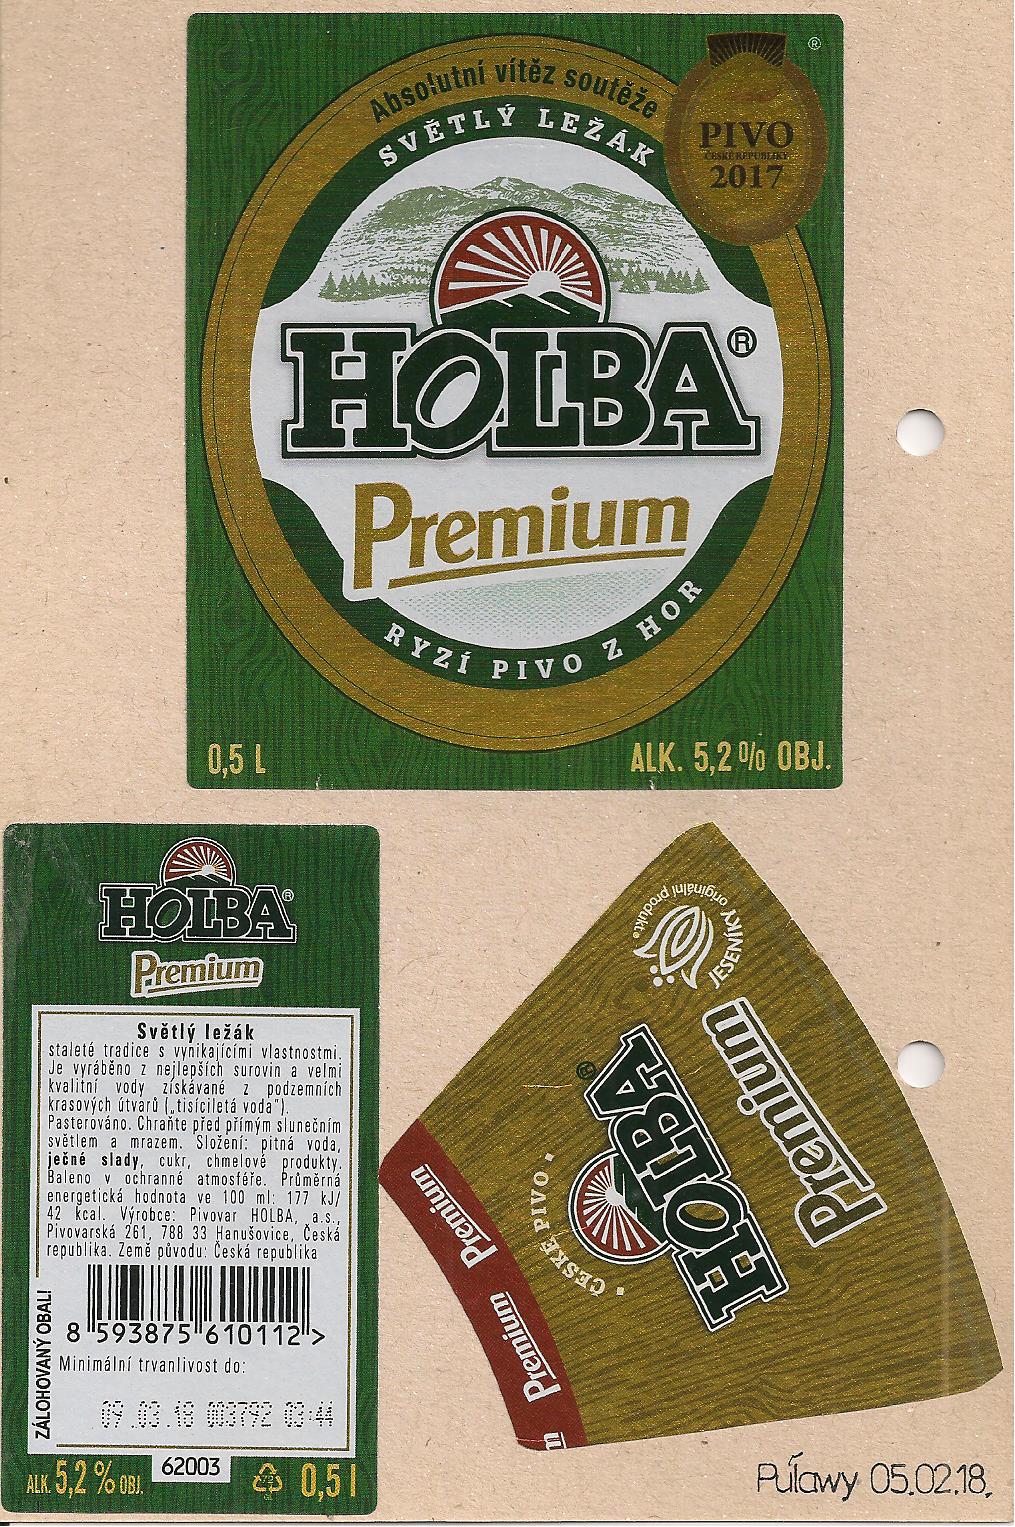 ®
Absolutní vítěz soutěže
SVĚTLÝ LEŽÁK
PIVO
ČESKÉ REPUBLIKY
2017
HOLBA®
Premium
RYZÍ PIVO Z HOR
0,5 L
ALK. 5,2% OBJ.
HOLBA®
Premium
Světlý ležák
staleté tradice s vynikajícími vlastnostmi.
Je vyráběno z nejlepších surovin a velmi
kvalitní vody získávané z podzemních
krasových útvarů („tisíciletá voda").
Pasterováno. Chraňte před přímým slunečním
světlem a mrazem. Složení: pitná voda,
ječné slady, cukr, chmelové produkty.
Baleno v ochranné atmosféře. Průměrná
energetická hodnota ve 100 ml: 177 kJ/
42 kcal. Výrobce: Pivovar HOLBA, a.s.,
Pivovarská 261, 788 33 Hanušovice, Česká
republika. Země původu: Česká republika
ZÁLOHOVANÝ OBAL!
8 593875 610112 >
Minimální trvanlivost do:
09.03.18 003792 03:44
ALK. 5,2% OBJ.
62003
0,5 l
JESENÍKY originální produkt®
Premium
HOLBA®
• ČESKÉ PIVO •
Premium
Premium
m
Puławy 05.02.18.